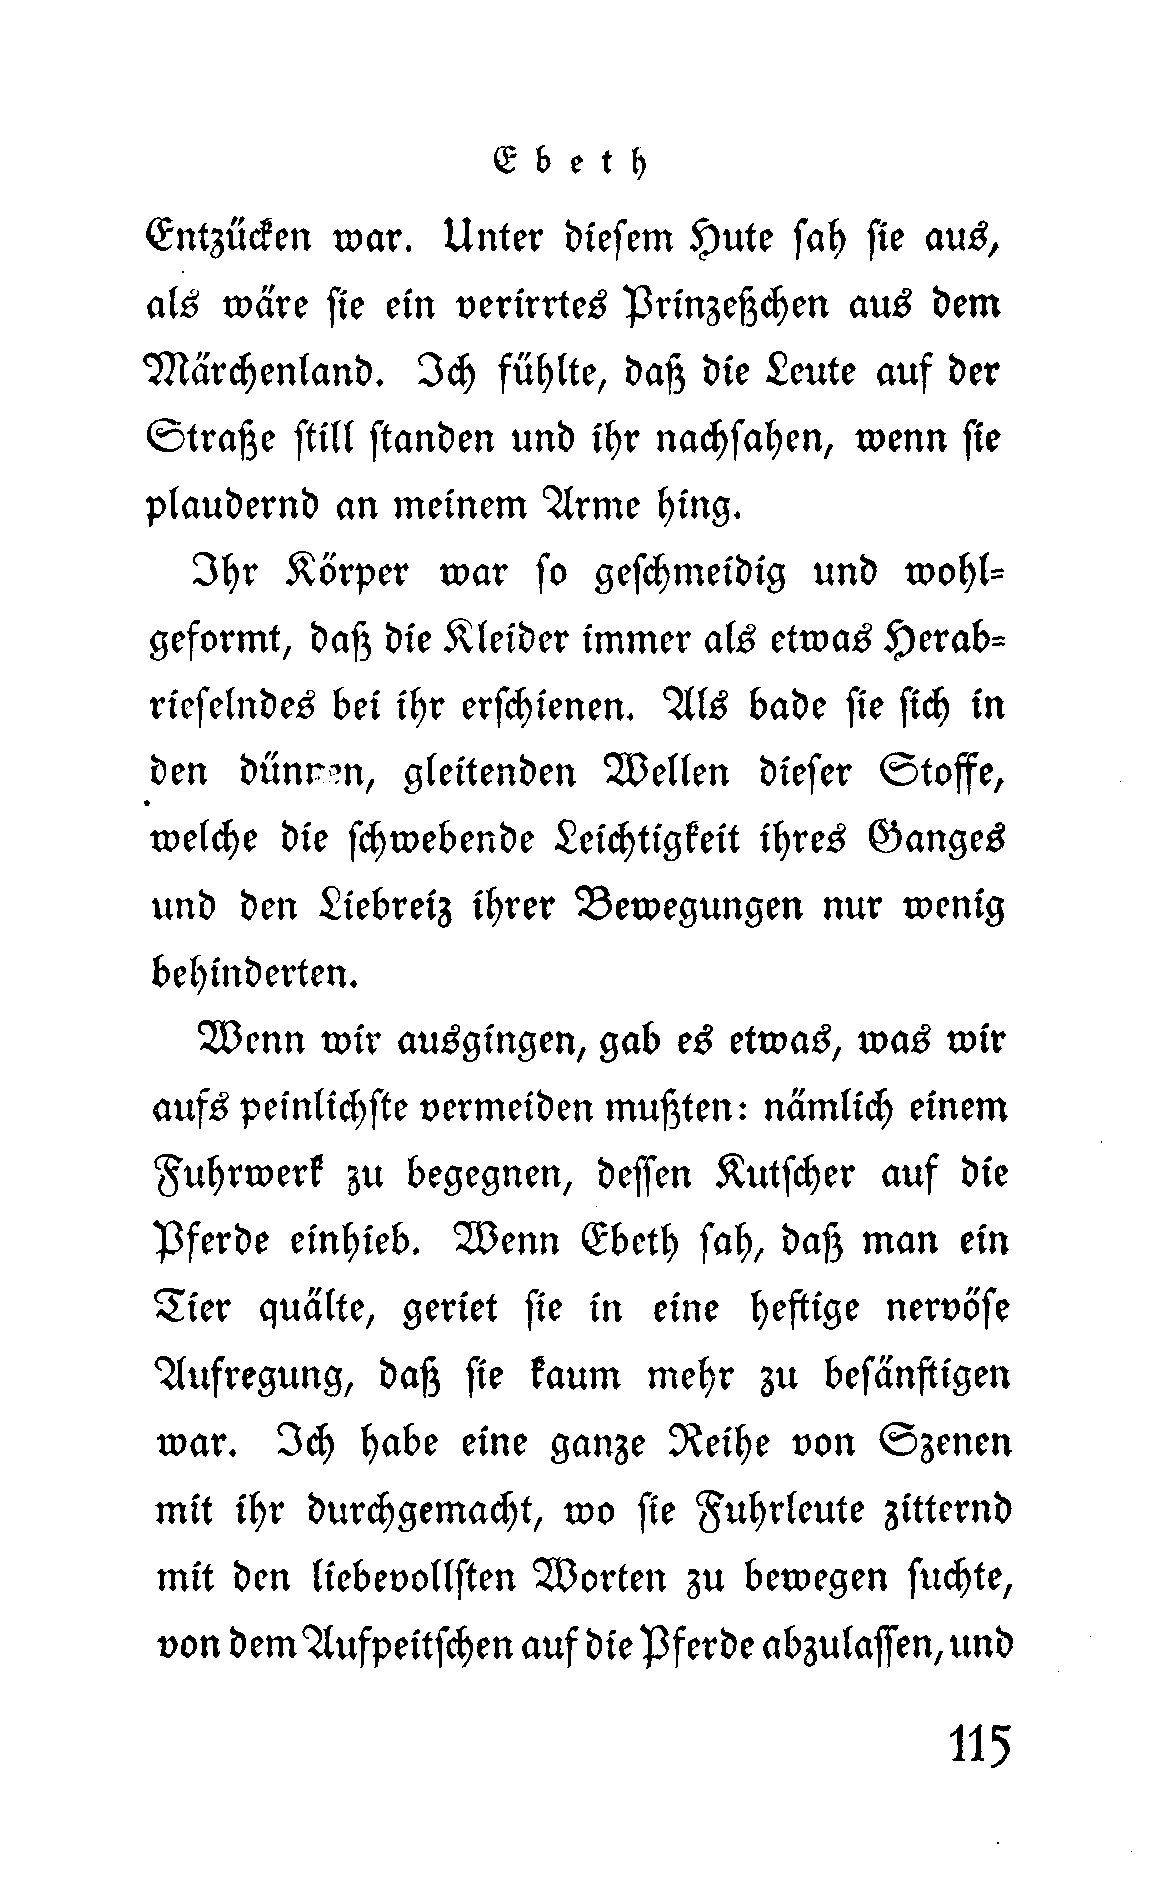 Ebeth
Entzücken war. Unter diesem Hute sah sie aus,
als wäre sie ein verirrtes Prinzeßchen aus dem
Märchenland. Ich fühlte, daß die Leute auf der
Straße still standen und ihr nachsahen, wenn sie
plaudernd an meinem Arme hing.
Ihr Körper war so geschmeidig und wohl-
geformt, daß die Kleider immer als etwas Herab-
rieselndes bei ihr erschienen. Als bade sie sich in
den dünnen, gleitenden Wellen dieser Stoffe,
welche die schwebende Leichtigkeit ihres Ganges
und den Liebreiz ihrer Bewegungen nur wenig
behinderten.
Wenn wir ausgingen, gab es etwas, was wir
aufs peinlichste vermeiden mußten: nämlich einem
Fuhrwerk zu begegnen, dessen Kutscher auf die
Pferde einhieb. Wenn Ebeth sah, daß man ein
Tier quälte, geriet sie in eine heftige nervöse
Aufregung, daß sie kaum mehr zu besänftigen
war. Ich habe eine ganze Reihe von Szenen
mit ihr durchgemacht, wo sie Fuhrleute zitternd
mit den liebevollsten Worten zu bewegen suchte,
von dem Aufpeitschen auf die Pferde abzulassen, und
115